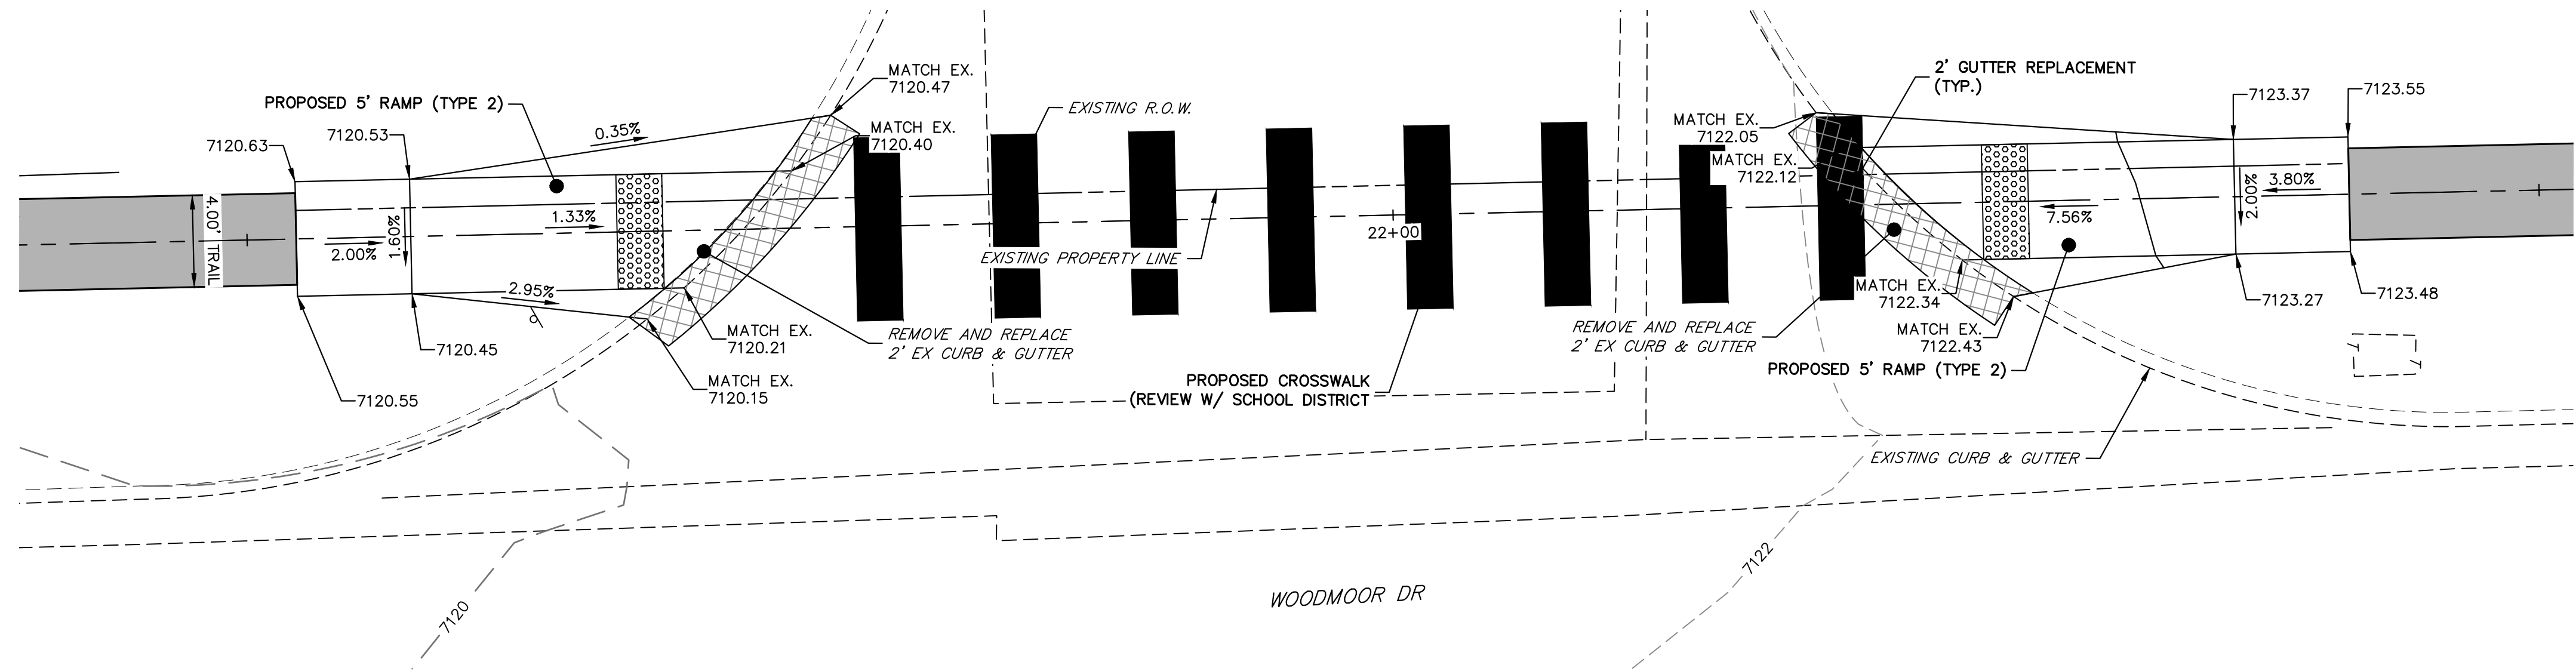 MATCH EX.
7120.47
PROPOSED 5' RAMP (TYPE 2)
EXISTING R.O.W.
MATCH EX.
7120.40
0.35%
7120.53
7120.63
4.00' TRAIL
2.00%
1.60%
1.33%
2.95%
7120.45
7120.55
MATCH EX.
7120.21
MATCH EX.
7120.15
REMOVE AND REPLACE
2' EX CURB & GUTTER
EXISTING PROPERTY LINE
22+00
PROPOSED CROSSWALK
(REVIEW W/ SCHOOL DISTRICT
2' GUTTER REPLACEMENT
(TYP.)
MATCH EX.
7122.05
MATCH EX.
7122.12
7123.37
7123.55
2.00%
3.80%
7.56%
MATCH EX.
7122.34
MATCH EX.
7122.43
7123.27
7123.48
REMOVE AND REPLACE
2' EX CURB & GUTTER
PROPOSED 5' RAMP (TYPE 2)
EXISTING CURB & GUTTER
7120
7122
WOODMOOR DR